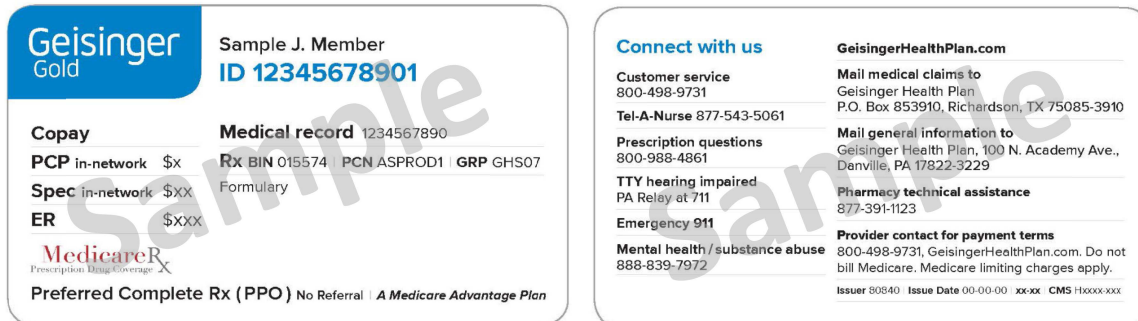 Geisinger
Gold
Sample J. Member
ID 12345678901
Copay
PCP in-network $x
Spec in-network $xx
ER $xxx
Medical record 1234567890
Rx BIN 015574 | PCN ASPROD1 | GRP GHS07
Formulary
MedicareRx
Prescription Drug Coverage
Preferred Complete Rx (PPO) No Referral | A Medicare Advantage Plan
Sample
Connect with us
Customer service
800-498-9731
Tel-A-Nurse 877-543-5061
Prescription questions
800-988-4861
TTY hearing impaired
PA Relay at 711
Emergency 911
Mental health / substance abuse
888-839-7972
GeisingerHealthPlan.com
Mail medical claims to
Geisinger Health Plan
P.O. Box 853910, Richardson, TX 75085-3910
Mail general information to
Geisinger Health Plan, 100 N. Academy Ave.,
Danville, PA 17822-3229
Pharmacy technical assistance
877-391-1123
Provider contact for payment terms
800-498-9731, GeisingerHealthPlan.com. Do not
bill Medicare. Medicare limiting charges apply.
Issuer 80840 | Issue Date 00-00-00 | xx-xx | CMS Hxxxx-xxx
Sample